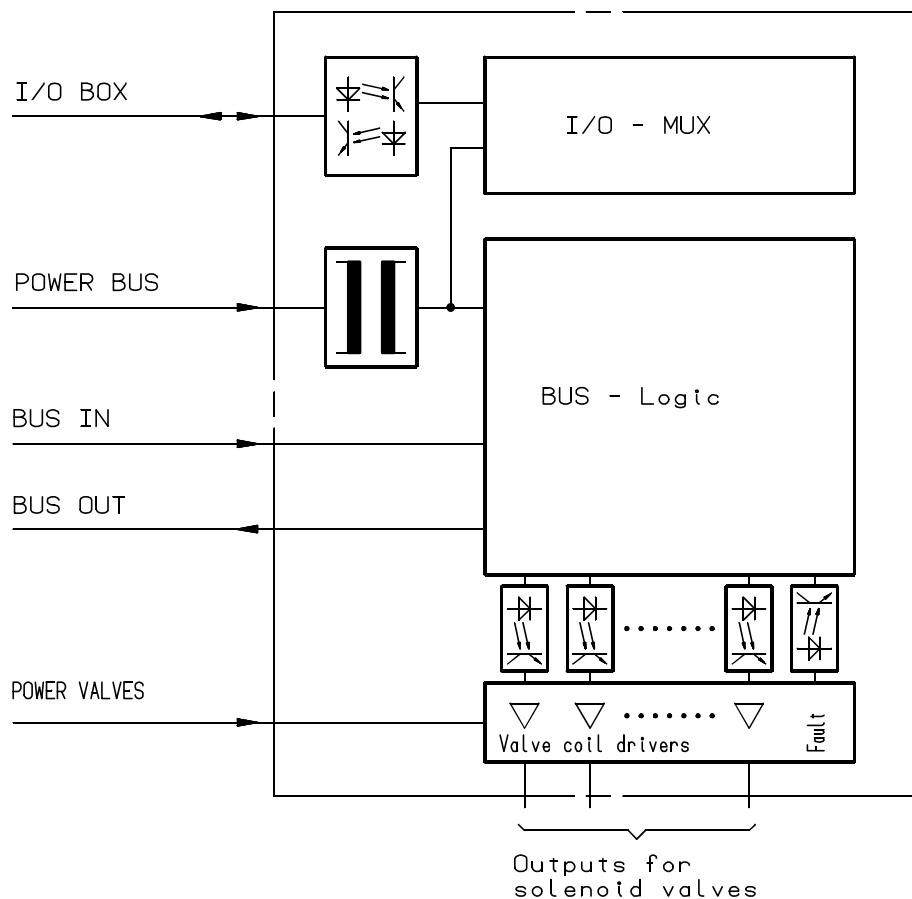 I/O BOX
I/O - MUX
POWER BUS
BUS - Logic
BUS IN
BUS OUT
POWER VALVES
Valve coil drivers
Fault
Outputs for
solenoid valves